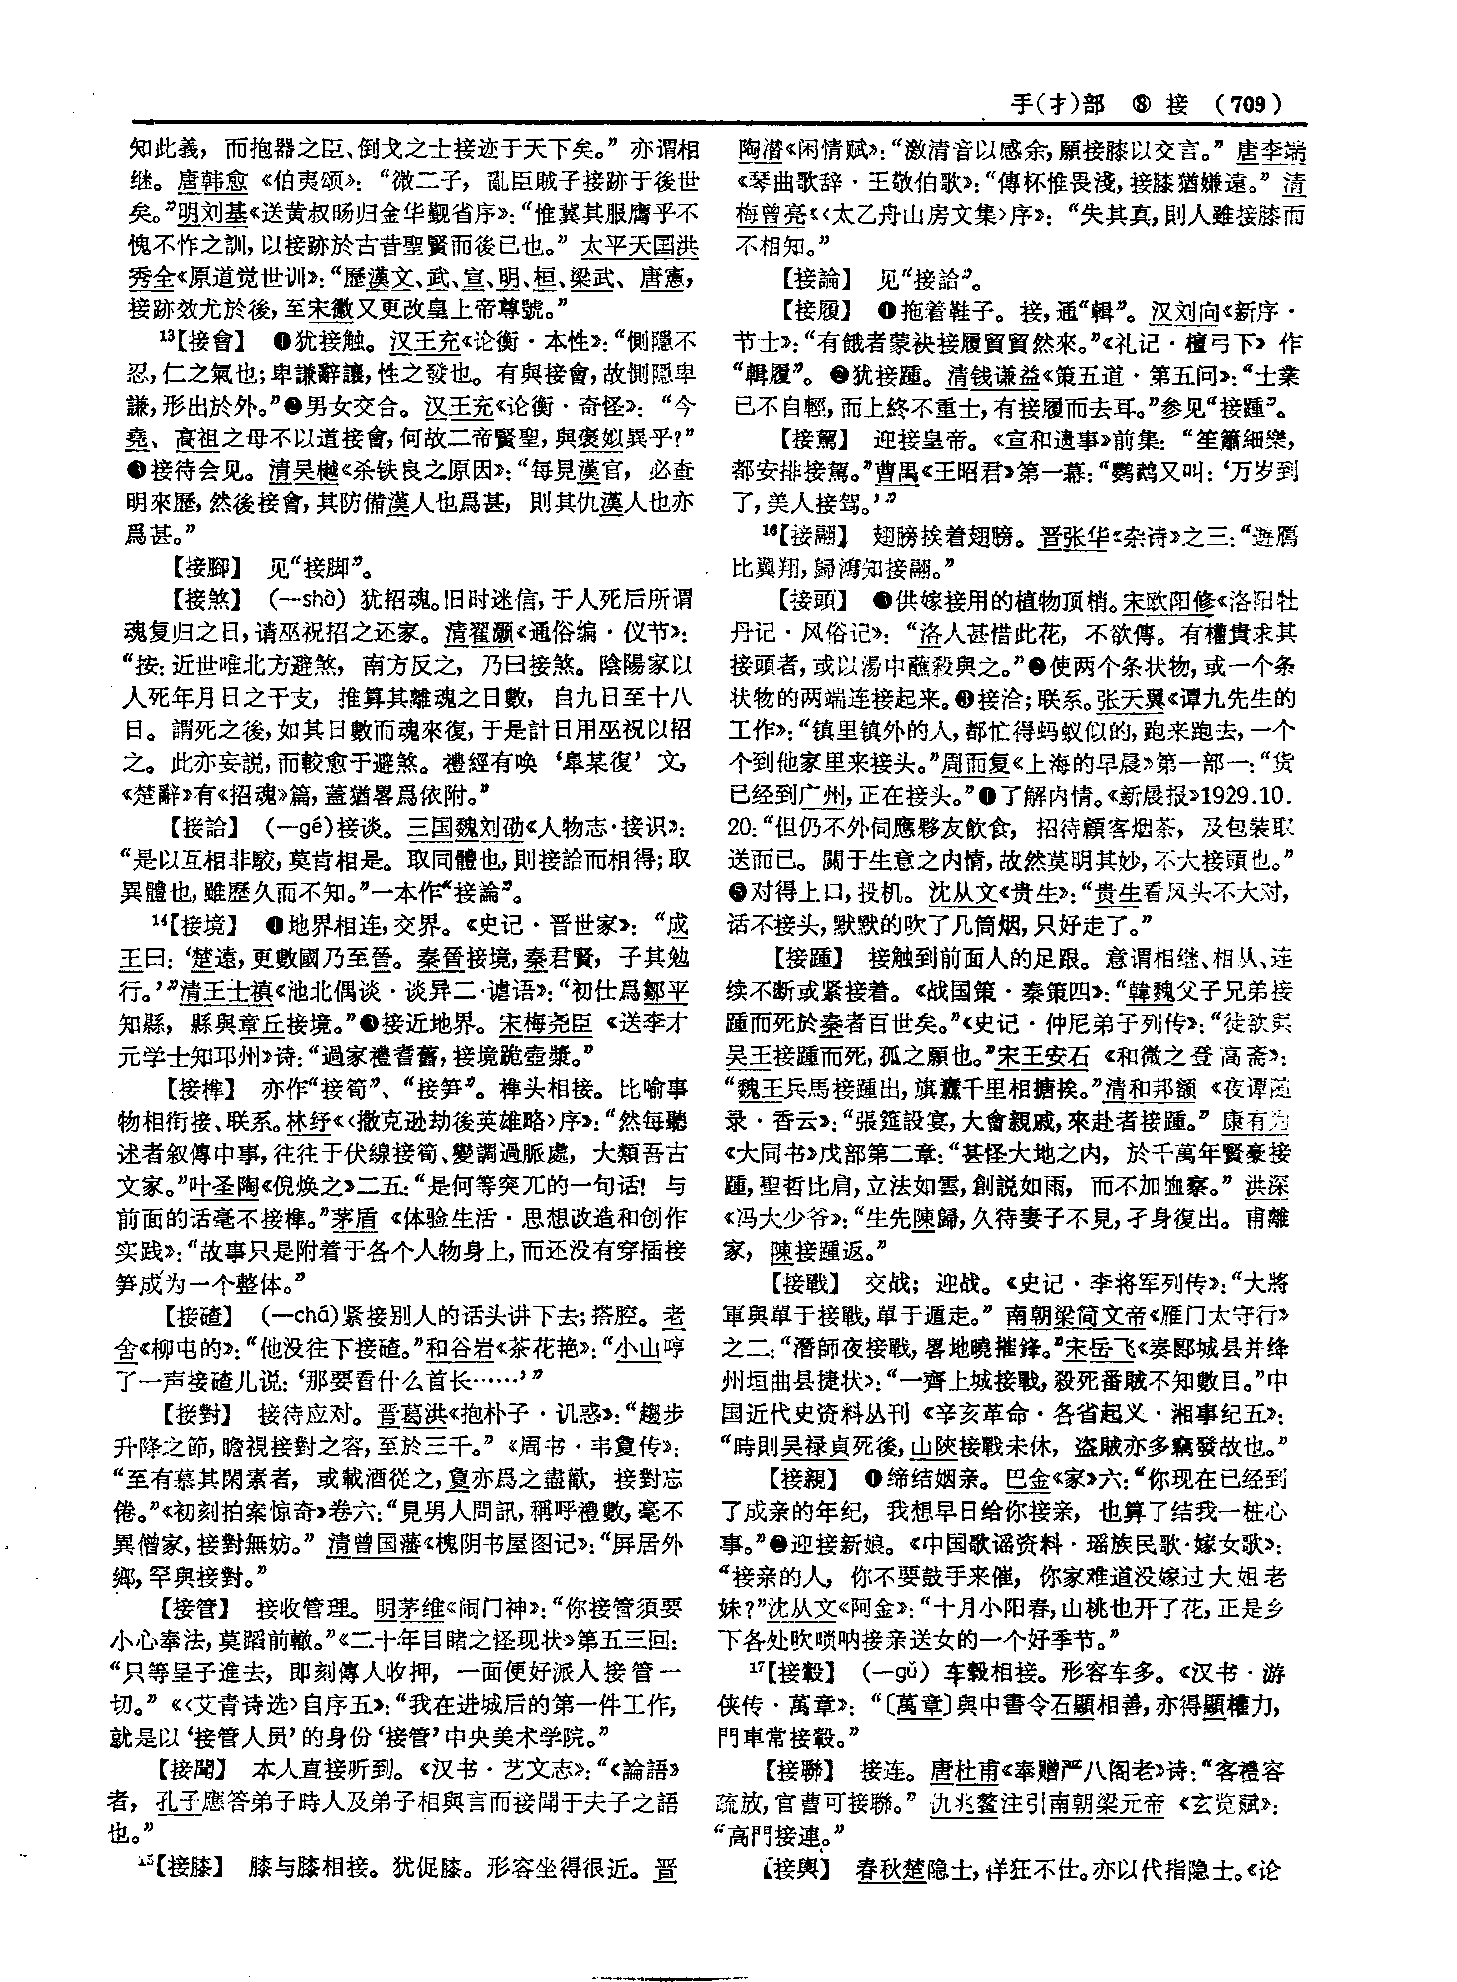 手(扌)部　⑧　接　(709)
知此義，而抱器之臣、倒戈之士接迹于天下矣。”亦谓相
继。唐韩愈《伯夷颂》：“微二子，亂臣賊子接跡于後世
矣。”明刘基《送黄叔旸归金华觐省序》：“惟冀其服膺乎不
愧不怍之訓，以接跡於古昔聖賢而後已也。”太平天国洪
秀全《原道觉世训》：“歷漢文、武、宣、明、桓、梁武、唐憲，
接跡效尤於後，至宋徽又更改皇上帝尊號。”
13【接會】　❶犹接触。汉王充《论衡·本性》：“惻隱不
忍，仁之氣也；卑謙辭讓，性之發也。有與接會，故惻隠卑
謙，形出於外。”❷男女交合。汉王充《论衡·奇怪》：“今
堯、高祖之母不以道接會，何故二帝賢聖，與褒姒異乎？”
❸接待会见。清吴樾《杀铁良之原因》：“每見漢官，必查
明來歷，然後接會，其防備漢人也爲甚，則其仇漢人也亦
爲甚。”
【接腳】　见“接脚”。
【接煞】　(—shà)　犹招魂。旧时迷信，于人死后所谓
魂复归之日，请巫祝招之还家。清翟灏《通俗编·仪节》：
“按：近世唯北方避煞，南方反之，乃曰接煞。陰陽家以
人死年月日之干支，推算其離魂之日數，自九日至十八
日。謂死之後，如其日數而魂來復，于是計日用巫祝以招
之。此亦妄説，而較愈于避煞。禮經有唤‘皋某復’文，
《楚辭》有《招魂》篇，蓋猶畧爲依附。”
【接詥】　(—gé)接谈。三国魏刘劭《人物志·接识》：
“是以互相非駮，莫肯相是。取同體也，則接詥而相得；取
異體也，雖歷久而不知。”一本作“接論”。
14【接境】　❶地界相连，交界。《史记·晋世家》：“成
王曰：‘楚遠，更數國乃至晉。秦晉接境，秦君賢，子其勉
行。’”清王士禛《池北偶谈·谈异二·谑语》：“初仕爲鄒平
知縣，縣與章丘接境。”❷接近地界。宋梅尧臣《送李才
元学士知邛州》诗：“過家禮耆舊，接境跪壺漿。”
【接榫】　亦作“接筍”、“接笋”。榫头相接。比喻事
物相衔接、联系。林纾《〈撒克逊劫後英雄略〉序》：“然每聽
述者叙傳中事，往往于伏線接筍、變調過脈處，大類吾古
文家。”叶圣陶《倪焕之》二五：“是何等突兀的一句话！与
前面的话毫不接榫。”茅盾《体验生活·思想改造和创作
实践》：“故事只是附着于各个人物身上，而还没有穿插接
笋成为一个整体。”
【接碴】　(—chá)紧接别人的话头讲下去；搭腔。老
舍《柳屯的》：“他没往下接碴。”和谷岩《茶花艳》：“小山哼
了一声接碴儿说：‘那要看什么首长……’”
【接對】　接待应对。晋葛洪《抱朴子·讥惑》：“趨步
升降之節，瞻視接對之容，至於三千。”《周书·韦敻传》：
“至有慕其閑素者，或載酒從之，敻亦爲之盡歡，接對忘
倦。”《初刻拍案惊奇》卷六：“見男人問訊，稱呼禮數，毫不
異僧家，接對無妨。”清曾国藩《槐阴书屋图记》：“屏居外
鄉，罕與接對。”
【接管】　接收管理。明茅维《闹门神》：“你接管須要
小心奉法，莫蹈前轍。”《二十年目睹之怪现状》第五三回：
“只等呈子進去，即刻傳人收押，一面便好派人接管一
切。”《〈艾青诗选〉自序五》：“我在进城后的第一件工作，
就是以‘接管人员’的身份‘接管’中央美术学院。”
【接聞】　本人直接听到。《汉书·艺文志》：“《論語》
者，孔子應答弟子時人及弟子相與言而接聞于夫子之語
也。”
15【接膝】　膝与膝相接。犹促膝。形容坐得很近。晋
陶潜《闲情赋》：“激清音以感余，願接膝以交言。”唐李端
《琴曲歌辞·王敬伯歌》：“傳杯惟畏淺，接膝猶嫌遠。”清
梅曾亮《〈太乙舟山房文集〉序》：“失其真，則人雖接膝而
不相知。”
【接論】　见“接詥”。
【接履】　❶拖着鞋子。接，通“輯”。汉刘向《新序·
节士》：“有餓者蒙袂接履貿貿然來。”《礼记·檀弓下》作
“輯履”。❷犹接踵。清钱谦益《策五道·第五问》：“士業
已不自輕，而上終不重士，有接履而去耳。”参见“接踵”。
【接駕】　迎接皇帝。《宣和遗事》前集：“笙簫細樂，
都安排接駕。”曹禺《王昭君》第一幕：“鹦鹉又叫：‘万岁到
了，美人接驾。’”
16【接翮】　翅膀挨着翅膀。晋张华《杂诗》之三：“遊鴈
比翼翔，歸鴻知接翮。”
【接頭】　❶供嫁接用的植物顶梢。宋欧阳修《洛阳牡
丹记·风俗记》：“洛人甚惜此花，不欲傳。有權貴求其
接頭者，或以湯中蘸殺與之。”❷使两个条状物，或一个条
状物的两端连接起来。❸接洽；联系。张天翼《谭九先生的
工作》：“镇里镇外的人，都忙得蚂蚁似的，跑来跑去，一个
个到他家里来接头。”周而复《上海的早晨》第一部一：“货
已经到广州，正在接头。”❹了解内情。《新晨报》1929.10.
20：“但仍不外伺應夥友飲食，招待顧客烟茶，及包装取
送而已。關于生意之内情，故然莫明其妙，不大接頭也。”
❺对得上口，投机。沈从文《贵生》：“贵生看风头不大对，
话不接头，默默的吹了几筒烟，只好走了。”
【接踵】　接触到前面人的足跟。意谓相继、相从、连
续不断或紧接着。《战国策·秦策四》：“韓魏父子兄弟接
踵而死於秦者百世矣。”《史记·仲尼弟子列传》：“徒欲與
吴王接踵而死，孤之願也。”宋王安石《和微之登高斋》：
“魏王兵馬接踵出，旗纛千里相搪挨。”清和邦额《夜谭随
录·香云》：“張筵設宴，大會親戚，來赴者接踵。”康有为
《大同书》戊部第二章：“甚怪大地之内，於千萬年賢豪接
踵，聖哲比肩，立法如雲，創説如雨，而不加恤察。”洪深
《冯大少爷》：“生先陳歸，久待妻子不見，孑身復出。甫離
家，陳接踵返。”
【接戰】　交战；迎战。《史记·李将军列传》：“大將
軍與單于接戰，單于遁走。”南朝梁简文帝《雁门太守行》
之二：“潛師夜接戰，畧地曉摧鋒。”宋岳飞《奏郾城县并绛
州垣曲县捷状》：“一齊上城接戰，殺死番賊不知數目。”中
国近代史资料丛刊《辛亥革命·各省起义·湘事纪五》：
“時則吴禄貞死後，山陝接戰未休，盗賊亦多竊發故也。”
【接親】　❶缔结姻亲。巴金《家》六：“你现在已经到
了成亲的年纪，我想早日给你接亲，也算了结我一桩心
事。”❷迎接新娘。《中国歌谣资料·瑶族民歌·嫁女歌》：
“接亲的人，你不要鼓手来催，你家难道没嫁过大姐老
妹？”沈从文《阿金》：“十月小阳春，山桃也开了花，正是乡
下各处吹唢呐接亲送女的一个好季节。”
17【接轂】　(—gǔ)　车毂相接。形容车多。《汉书·游
侠传·萬章》：“〔萬章〕與中書令石顯相善，亦得顯權力，
門車常接轂。”
【接聯】　接连。唐杜甫《奉赠严八阁老》诗：“客禮容
疏放，官曹可接聯。”仇兆鳌注引南朝梁元帝《玄览赋》：
“高門接連。”
【接輿】　春秋楚隐士，佯狂不仕。亦以代指隐士。《论